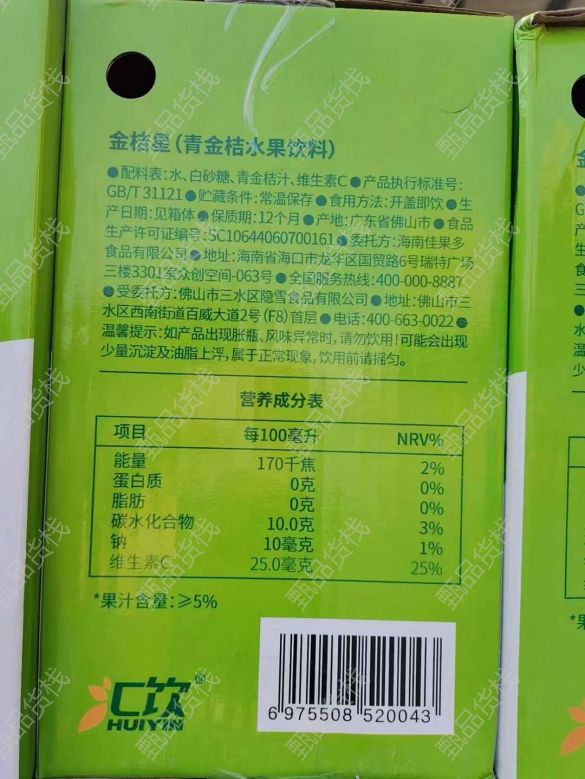 金桔星(青金桔水果饮料)
●配料表:水、白砂糖、青金桔汁、维生素C●产品执行标准号:
GB/T 31121●贮藏条件:常温保存●食用方法:开盖即饮●生
产日期:见箱体●保质期:12个月●产地:广东省佛山市●食品
生产许可证编号:SC10644060700161●委托方:海南佳果多
食品有限公司●地址:海南省海口市龙华区国贸路6号瑞特广场
三楼3301室众创空间-063号●全国服务热线:400-000-8887
●受委托方:佛山市三水区隐雪食品有限公司●地址:佛山市三
水区西南街道百威大道2号(F8)首层●电话:400-663-0022●
温馨提示:如产品出现胀瓶、风味异常时,请勿饮用!可能会出现
少量沉淀及油脂上浮,属于正常现象,饮用前请摇匀。
营养成分表
项目 每100毫升 NRV%
能量 170千焦 2%
蛋白质 0克 0%
脂肪 0克 0%
碳水化合物 10.0克 3%
钠 10毫克 1%
维生素C 25.0毫克 25%
*果汁含量:≥5%
汇饮®
HUIYIN
6 975508 520043
甄品货栈